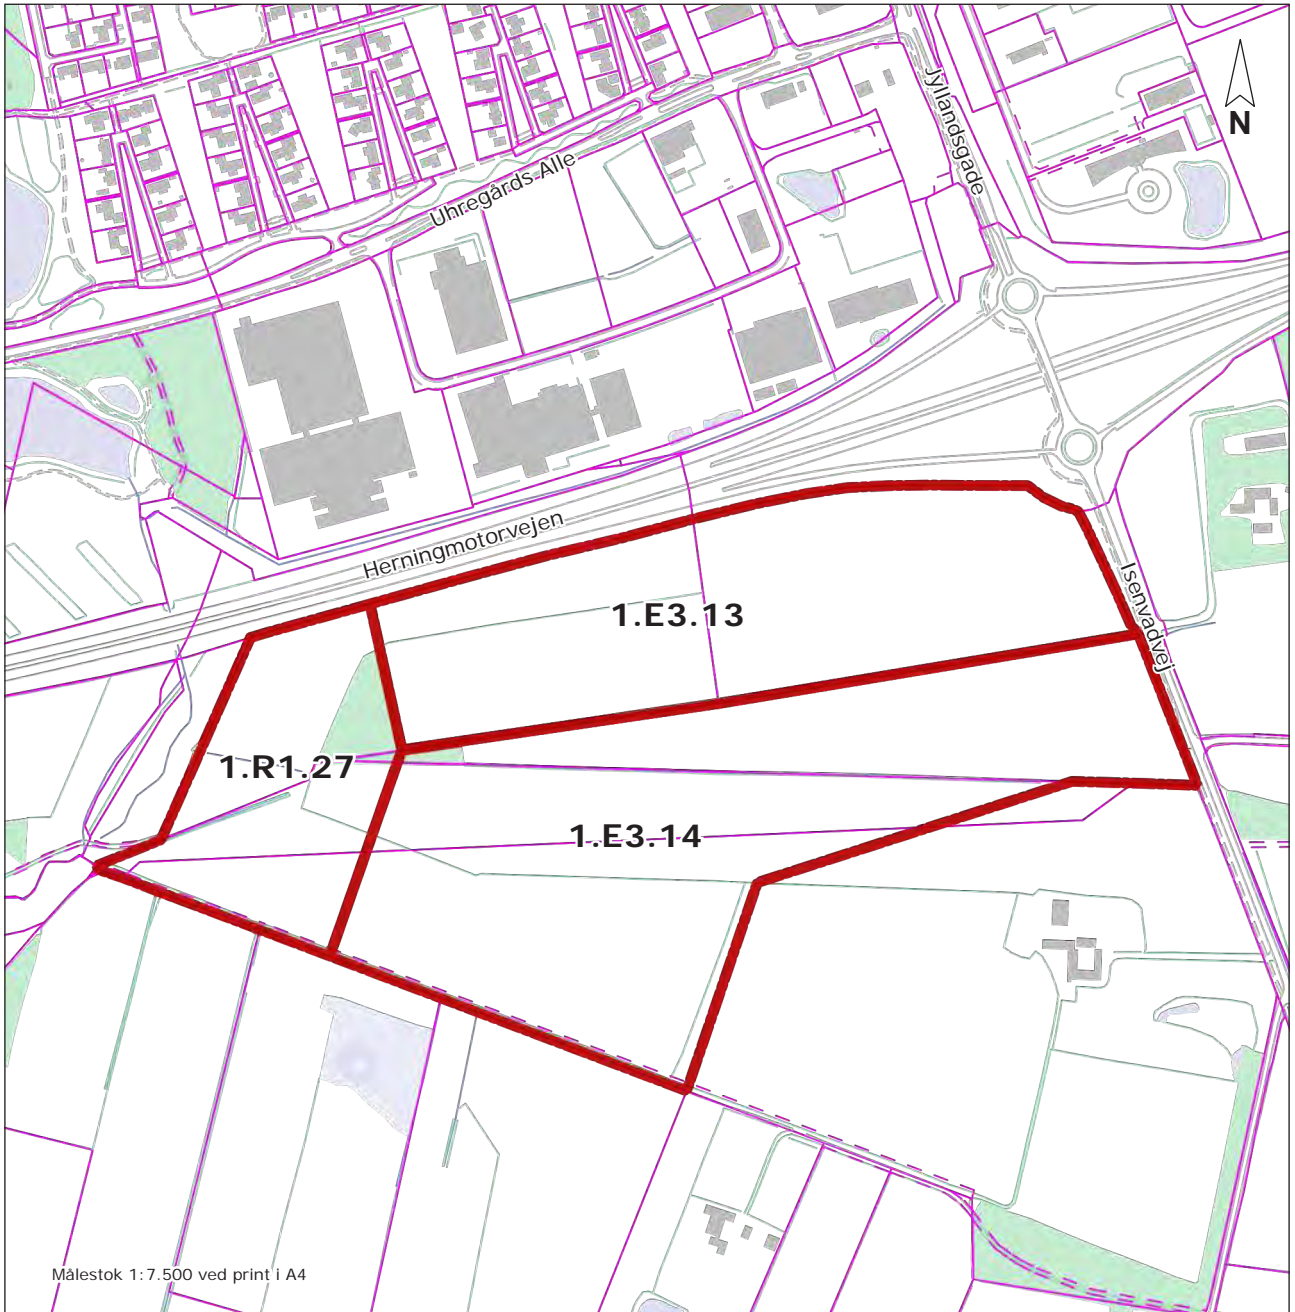 N
Jyllandsgade
Uhregårds Alle
Herningmotorvejen
Isenvadvej
1.E3.13
1.R1.27
1.E3.14
Målestok 1:7.500 ved print i A4